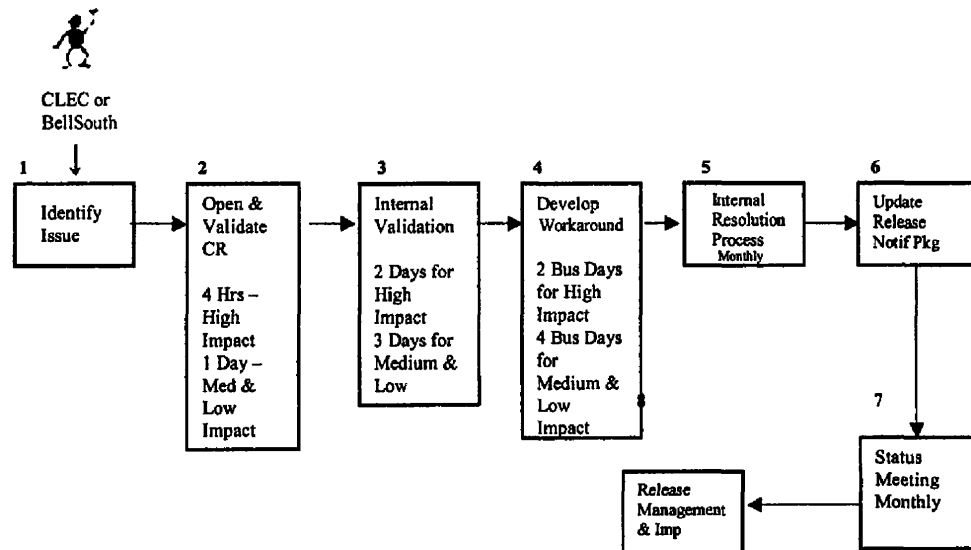 CLEC or
BellSouth
1
Identify
Issue
2
Open &
Validate
CR
4 Hrs –
High
Impact
1 Day –
Med &
Low
Impact
3
Internal
Validation
2 Days for
High
Impact
3 Days for
Medium &
Low
4
Develop
Workaround
2 Bus Days
for High
Impact
4 Bus Days
for
Medium &
Low
Impact
5
Internal
Resolution
Process
Monthly
6
Update
Release
Notif Pkg
7
Status
Meeting
Monthly
8
Release
Management
& Imp